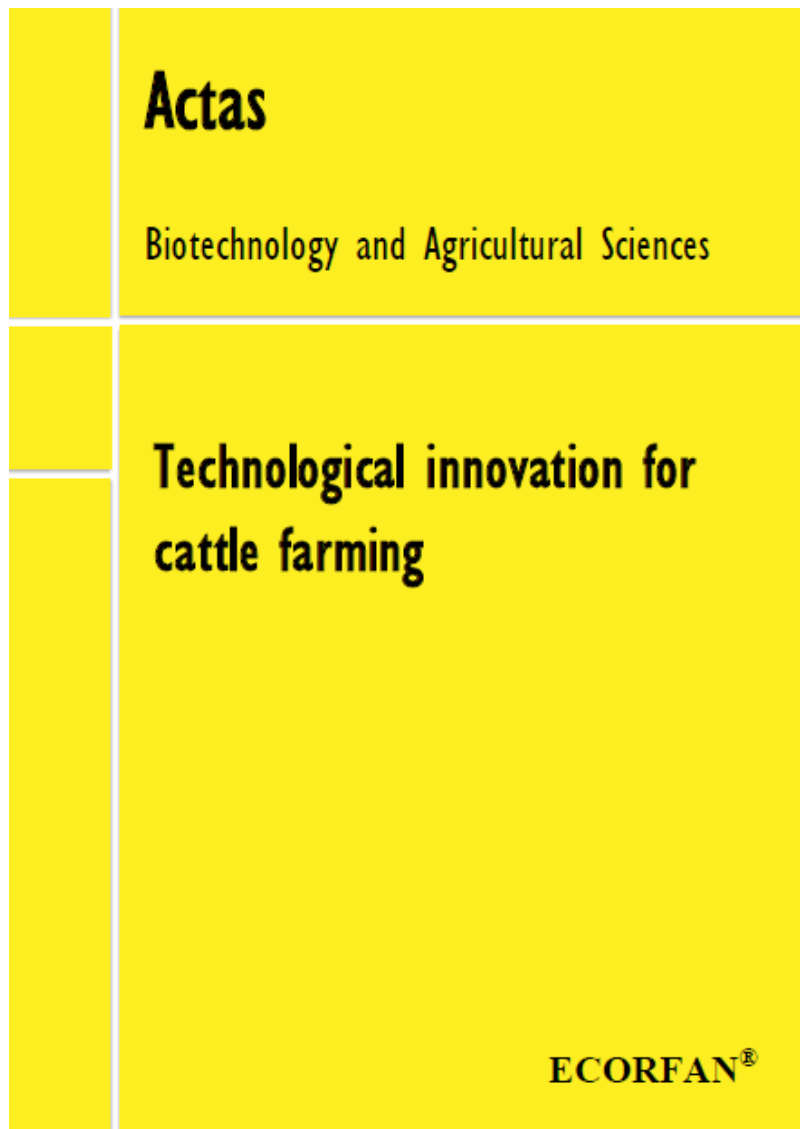 Actas
Biotechnology and Agricultural Sciences
Technological innovation for
cattle farming
ECORFAN®